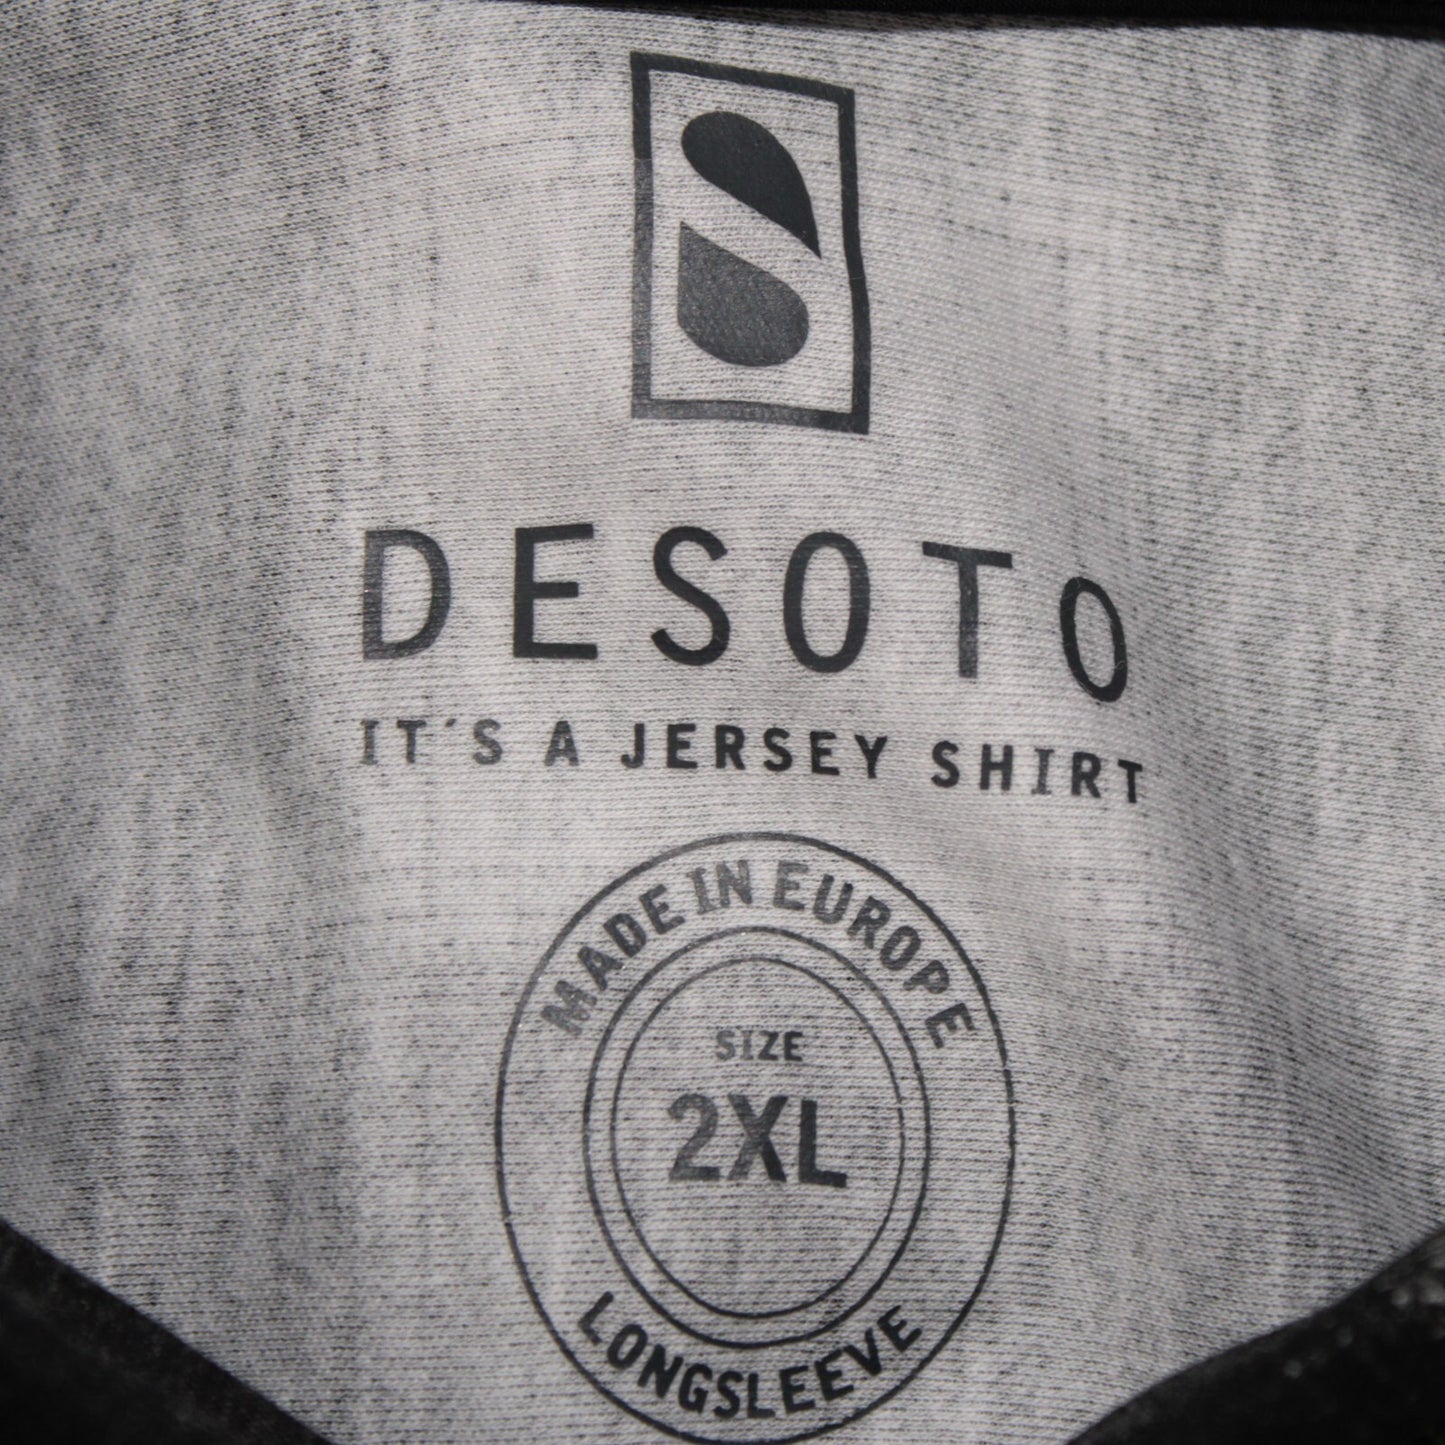 DESOTO
IT´S A JERSEY SHIRT
MADE IN EUROPE
SIZE
2XL
LONGSLEEVE